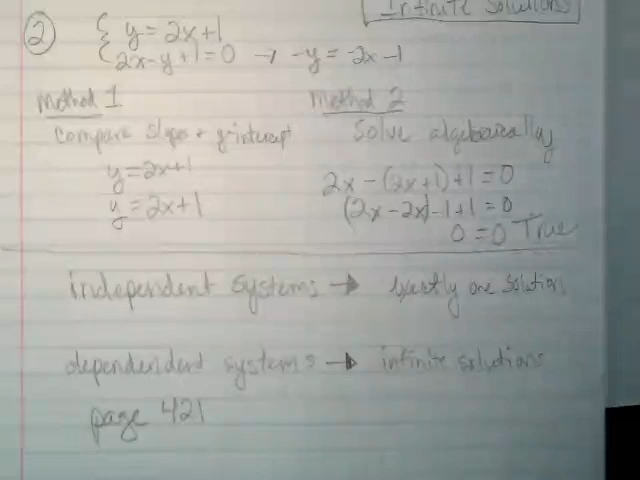 Infinite Solutions
② { y = 2x+1
{ 2x-y+1=0 → -y = -2x-1
Method 1 Method 2
Compare slopes + y-intercept Solve algebraically
y=2x+1 2x-(2x+1)+1=0
y=2x+1 (2x-2x)-1+1=0
0=0 True
independent systems → exactly one solution
dependendent systems → infinite solutions
page 421